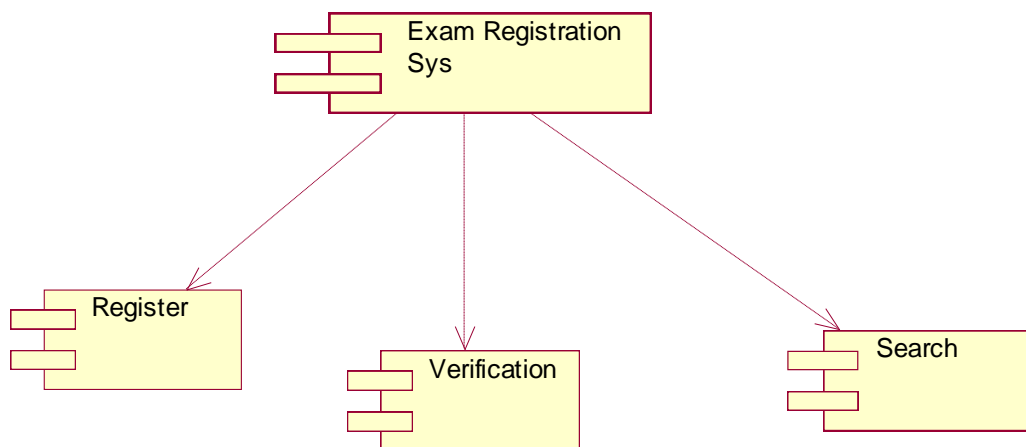 Exam Registration
Sys
Register
Verification
Search